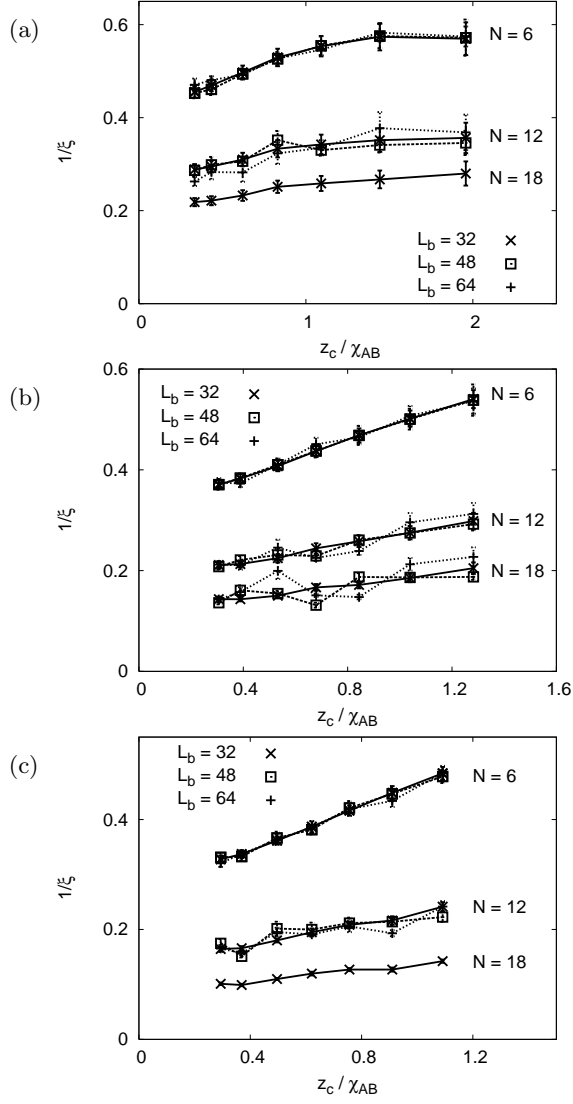 (a)
0.6
0.4
0.2
0
1/ξ
N = 6
N = 12
N = 18
L_b = 32
L_b = 48
L_b = 64
0 1 2
z_c / χ_AB
(b)
0.6
0.4
0.2
0
1/ξ
L_b = 32
L_b = 48
L_b = 64
N = 6
N = 12
N = 18
0 0.4 0.8 1.2 1.6
z_c / χ_AB
(c)
0.4
0.2
0
1/ξ
L_b = 32
L_b = 48
L_b = 64
N = 6
N = 12
N = 18
0 0.4 0.8 1.2
z_c / χ_AB